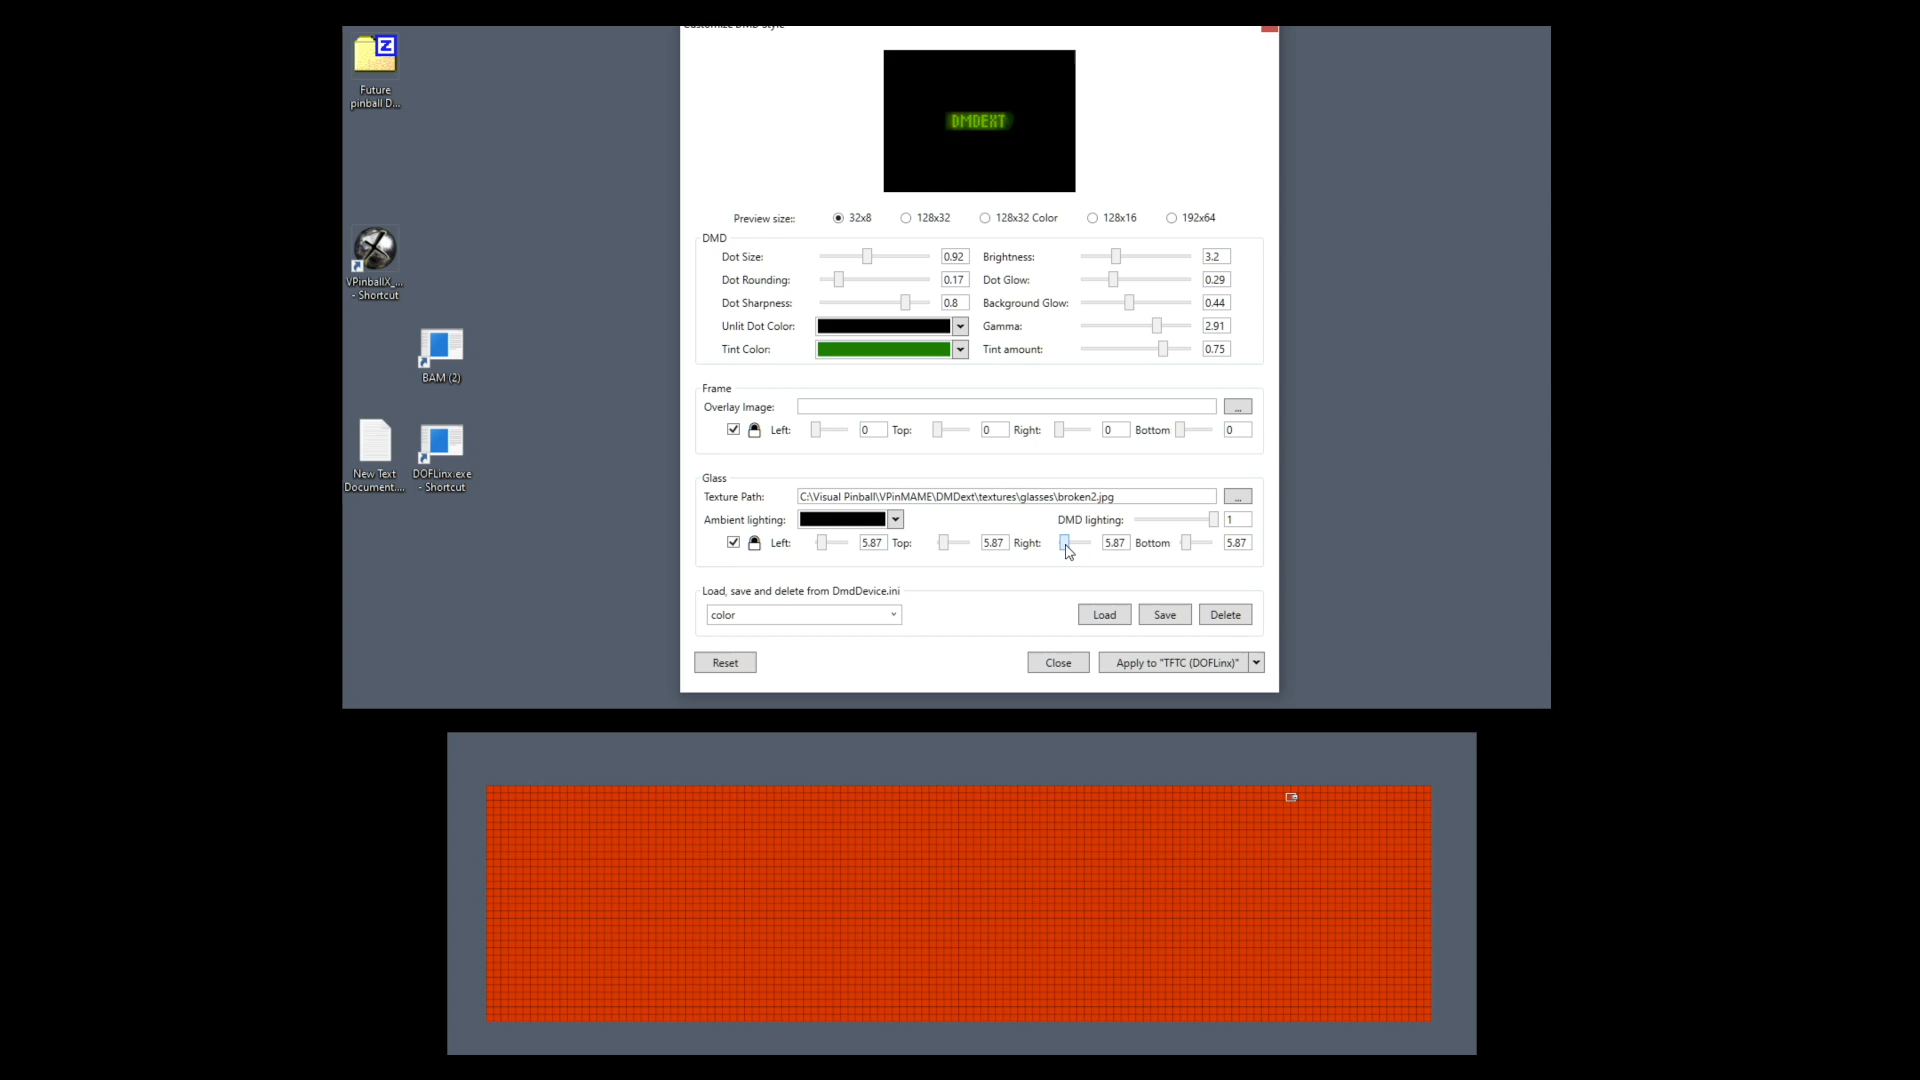 Customize DMD Style
Future
pinball D...
VPinballX_...
- Shortcut
BAM (2)
New Text
Document....
DOFLinx.exe
- Shortcut
DMDEXT
Preview size:: 32x8 128x32 128x32 Color 128x16 192x64
DMD
Dot Size: 0.92 Brightness: 3.2
Dot Rounding: 0.17 Dot Glow: 0.29
Dot Sharpness: 0.8 Background Glow: 0.44
Unlit Dot Color: Gamma: 2.91
Tint Color: Tint amount: 0.75
Frame
Overlay Image: ...
Left: 0 Top: 0 Right: 0 Bottom 0
Glass
Texture Path: C:\Visual Pinball\VPinMAME\DMDext\textures\glasses\broken2.jpg ...
Ambient lighting: DMD lighting: 1
Left: 5.87 Top: 5.87 Right: 5.87 Bottom 5.87
Load, save and delete from DmdDevice.ini
color Load Save Delete
Reset Close Apply to "TFTC (DOFLinx)"